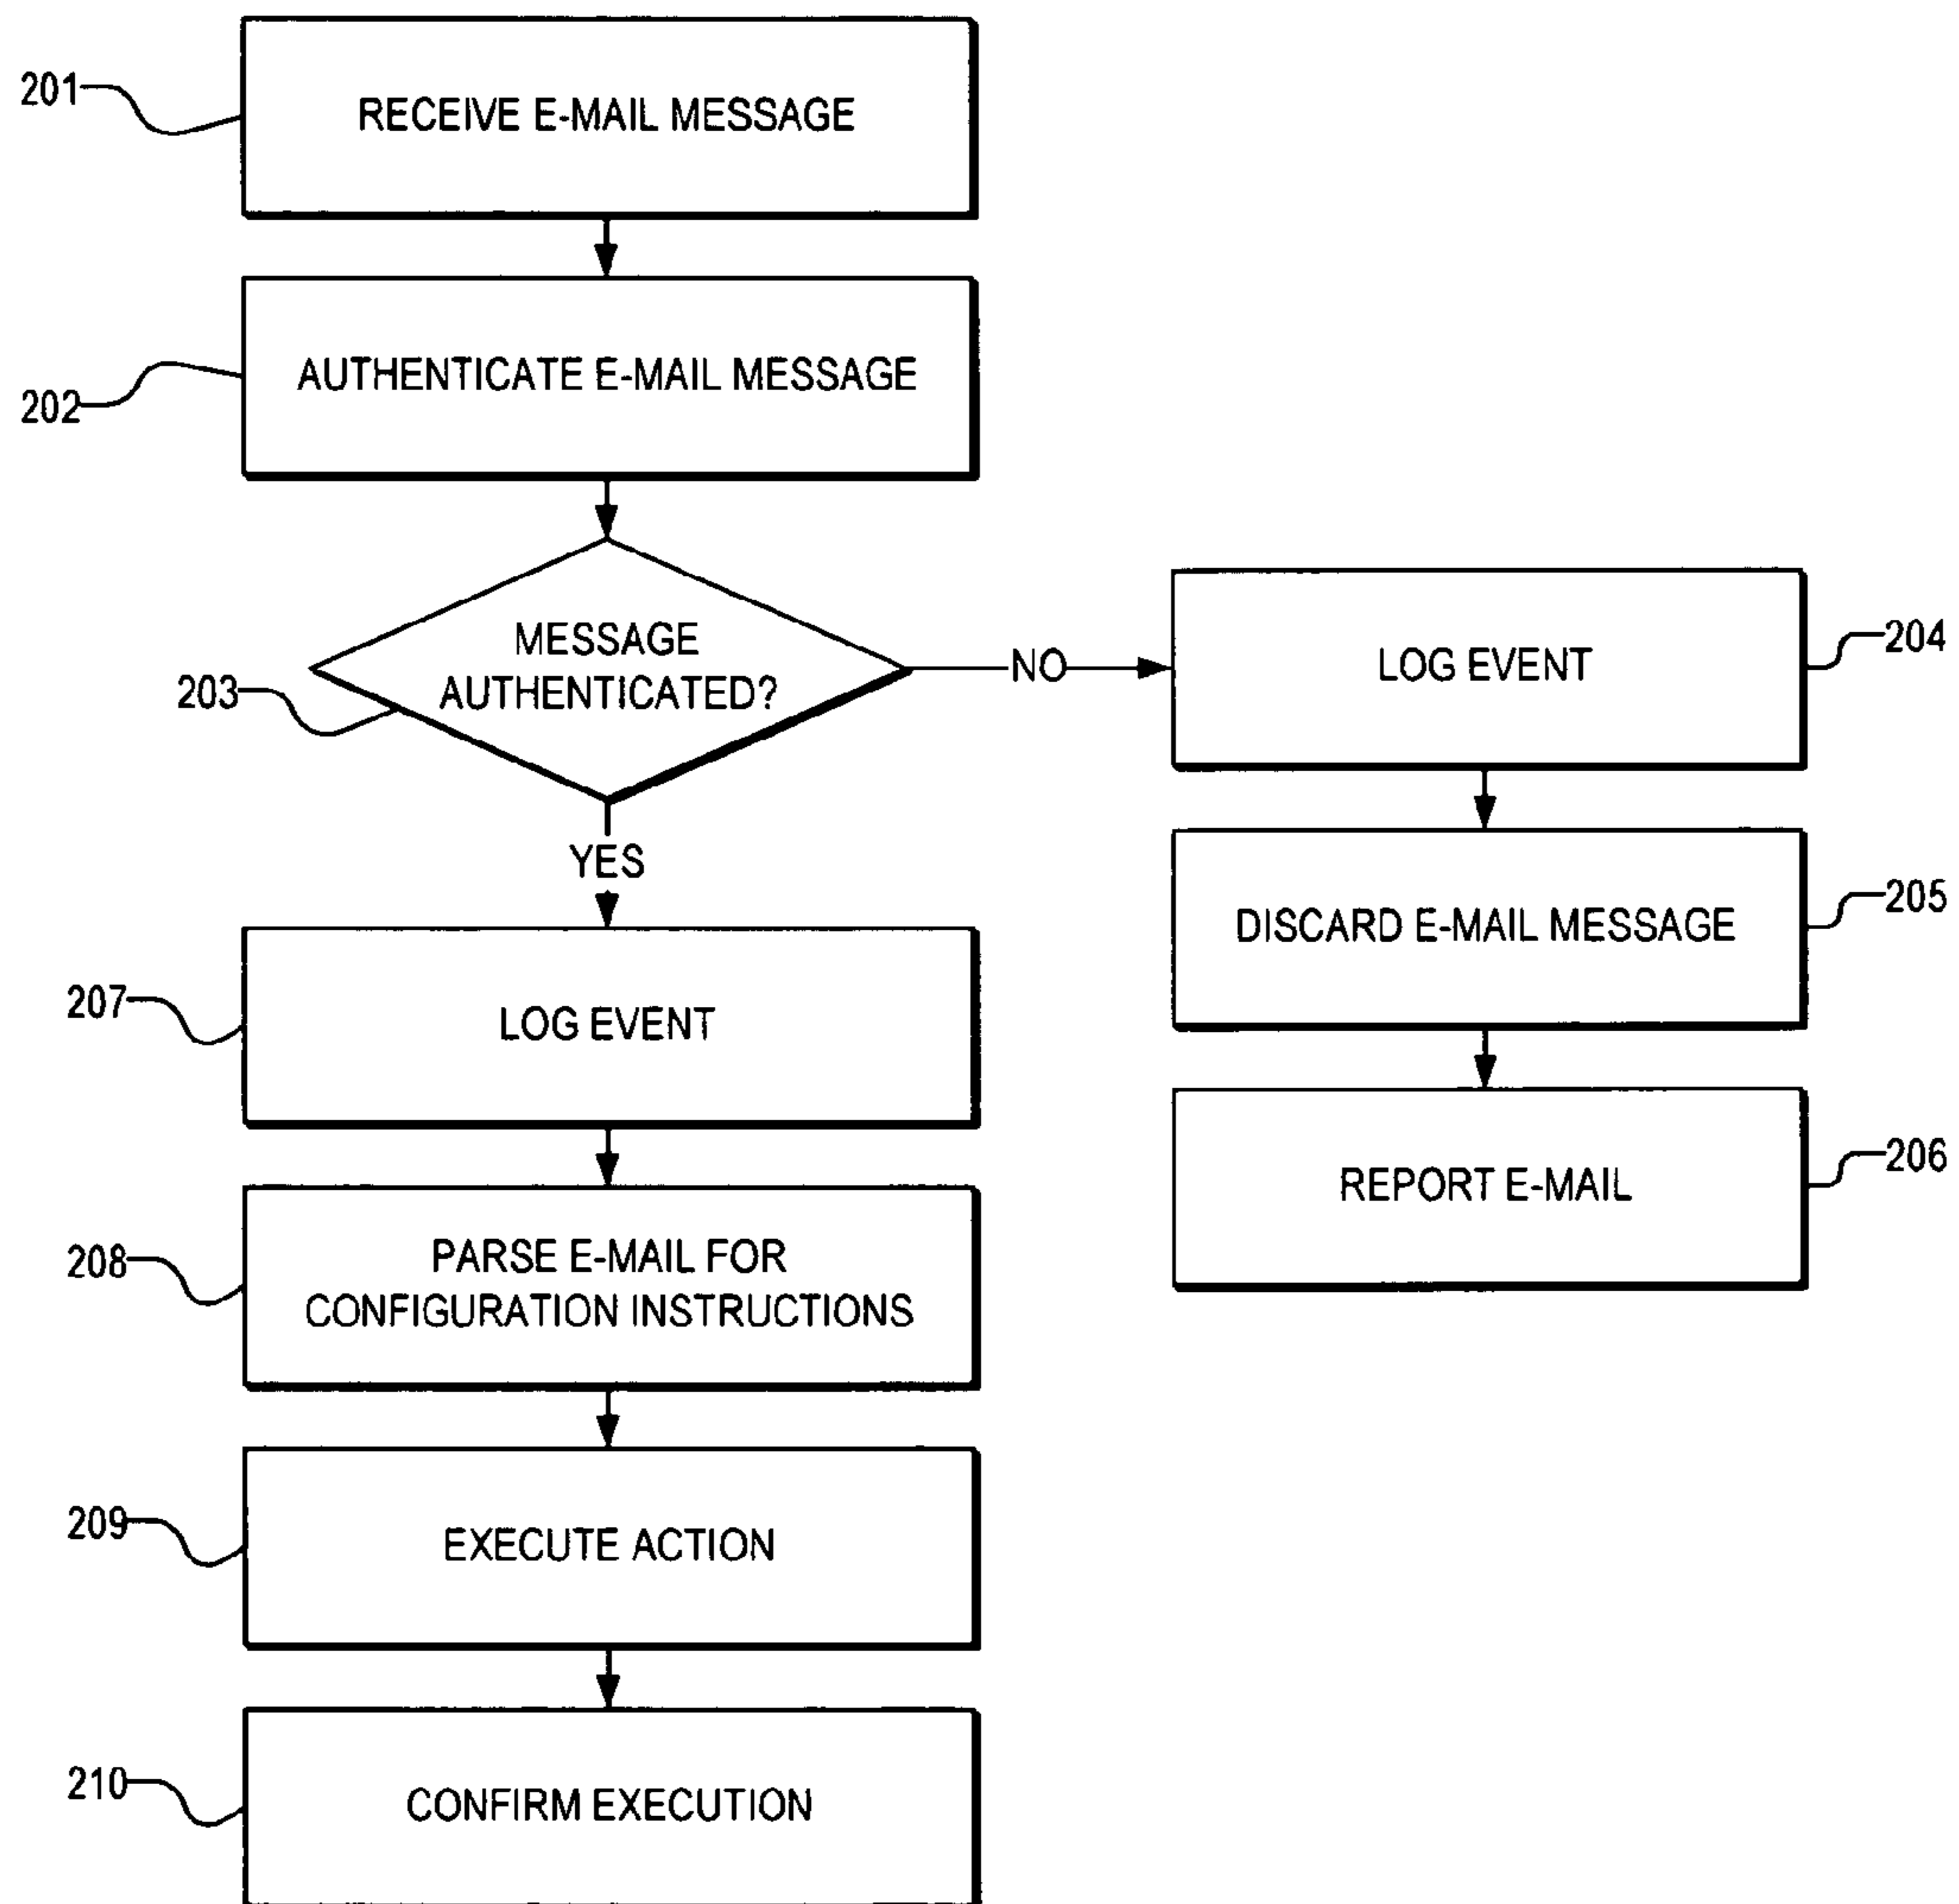 201
RECEIVE E-MAIL MESSAGE
202
AUTHENTICATE E-MAIL MESSAGE
203
MESSAGE
AUTHENTICATED?
NO
204
LOG EVENT
205
DISCARD E-MAIL MESSAGE
206
REPORT E-MAIL
YES
207
LOG EVENT
208
PARSE E-MAIL FOR
CONFIGURATION INSTRUCTIONS
209
EXECUTE ACTION
210
CONFIRM EXECUTION